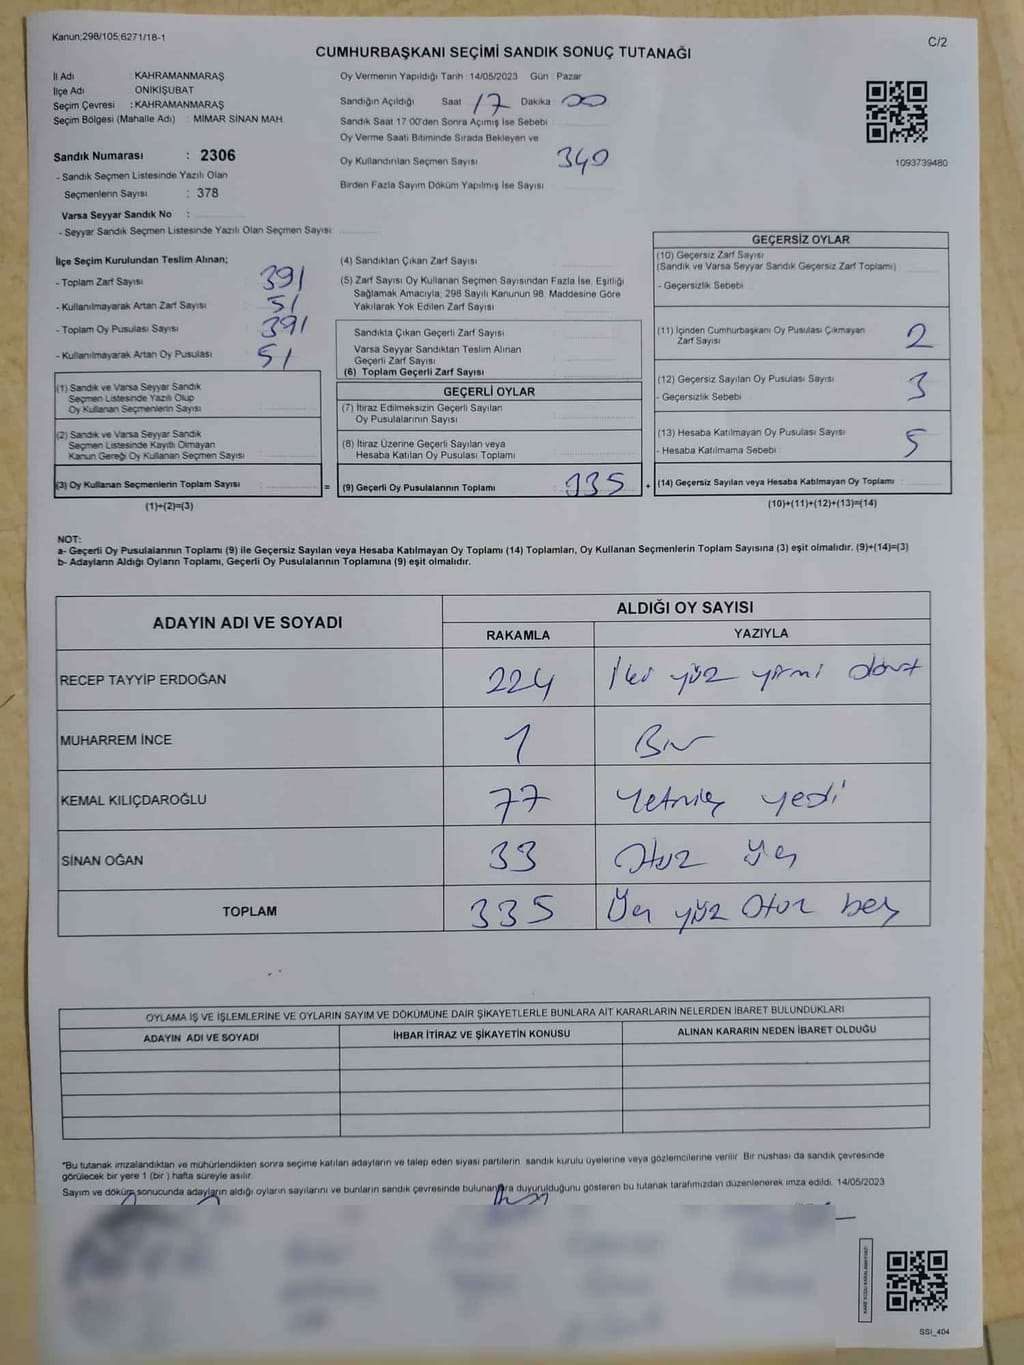 Kanun;298/105;6271/18-1
C/2
CUMHURBAŞKANI SEÇİMİ SANDIK SONUÇ TUTANAĞI
İl Adı KAHRAMANMARAŞ
İlçe Adı ONİKİŞUBAT
Seçim Çevresi : KAHRAMANMARAŞ
Seçim Bölgesi (Mahalle Adı) : MİMAR SİNAN MAH
Sandık Numarası : 2306
- Sandık Seçmen Listesinde Yazılı Olan
Seçmenlerin Sayısı : 378
Varsa Seyyar Sandık No :
- Seyyar Sandık Seçmen Listesinde Yazılı Olan Seçmen Sayısı:
Oy Vermenin Yapıldığı Tarih 14/05/2023 Gün : Pazar
Sandığın Açıldığı Saat 17 Dakika 00
Sandık Saat 17:00'den Sonra Açımış İse Sebebi
Oy Verme Saati Bitiminde Sırada Bekleyen ve
Oy Kullandırılan Seçmen Sayısı 340
Birden Fazla Sayım Döküm Yapılmış İse Sayısı
1093739480
İlçe Seçim Kurulundan Teslim Alınan;
- Toplam Zarf Sayısı 391
- Kullanılmayarak Artan Zarf Sayısı 51
- Toplam Oy Pusulası Sayısı 391
- Kullanılmayarak Artan Oy Pusulası 51
(1) Sandık ve Varsa Seyyar Sandık
Seçmen Listesinde Yazılı Olup
Oy Kullanan Seçmenlerin Sayısı
(2) Sandık ve Varsa Seyyar Sandık
Seçmen Listesinde Kayıtlı Olmayan
Kanun Gereği Oy Kullanan Seçmen Sayısı
(3) Oy Kullanan Seçmenlerin Toplam Sayısı
=
(1)+(2)=(3)
(4) Sandıktan Çıkan Zarf Sayısı
(5) Zarf Sayısı Oy Kullanan Seçmen Sayısından Fazla İse, Eşitliği
Sağlamak Amacıyla, 298 Sayılı Kanunun 98. Maddesine Göre
Yakılarak Yok Edilen Zarf Sayısı
Sandıkta Çıkan Geçerli Zarf Sayısı
Varsa Seyyar Sandıktan Teslim Alınan
Geçerli Zarf Sayısı
(6) Toplam Geçerli Zarf Sayısı
GEÇERLİ OYLAR
(7) İtiraz Edilmeksizin Geçerli Sayılan
Oy Pusulalarının Sayısı
(8) İtiraz Üzerine Geçerli Sayılan veya
Hesaba Katılan Oy Pusulası Toplamı
(9) Geçerli Oy Pusulalarının Toplamı 335
+
GEÇERSİZ OYLAR
(10) Geçersiz Zarf Sayısı
(Sandık ve Varsa Seyyar Sandık Geçersiz Zarf Toplamı)
- Geçersizlik Sebebi
(11) İçinden Cumhurbaşkanı Oy Pusulası Çıkmayan
Zarf Sayısı 2
(12) Geçersiz Sayılan Oy Pusulası Sayısı 3
- Geçersizlik Sebebi
(13) Hesaba Katılmayan Oy Pusulası Sayısı 5
- Hesaba Katılmama Sebebi
(14) Geçersiz Sayılan veya Hesaba Katılmayan Oy Toplamı
(10)+(11)+(12)+(13)=(14)
NOT:
a- Geçerli Oy Pusulalarının Toplamı (9) ile Geçersiz Sayılan veya Hesaba Katılmayan Oy Toplamı (14) Toplamları, Oy Kullanan Seçmenlerin Toplam Sayısına (3) eşit olmalıdır. (9)+(14)=(3)
b- Adayların Aldığı Oyların Toplamı, Geçerli Oy Pusulalarının Toplamına (9) eşit olmalıdır.
ADAYIN ADI VE SOYADI
ALDIĞI OY SAYISI
RAKAMLA YAZIYLA
RECEP TAYYİP ERDOĞAN 224 İki yüz yirmi dört
MUHARREM İNCE 1 Bir
KEMAL KILIÇDAROĞLU 77 Yetmiş yedi
SİNAN OĞAN 33 Otuz üç
TOPLAM 335 Üç yüz Otuz beş
OYLAMA İŞ VE İŞLEMLERİNE VE OYLARIN SAYIM VE DÖKÜMÜNE DAİR ŞİKAYETLERLE BUNLARA AİT KARARLARIN NELERDEN İBARET BULUNDUKLARI
ADAYIN ADI VE SOYADI İHBAR İTİRAZ VE ŞİKAYETİN KONUSU ALINAN KARARIN NEDEN İBARET OLDUĞU
*Bu tutanak imzalandıktan ve mühürlendikten sonra seçime katılan adayların ve talep eden siyasi partilerin sandık kurulu üyelerine veya gözlemcilerine verilir. Bir nüshası da sandık çevresinde
görülecek bir yere 1 (bir) hafta süreyle asılır.
Sayım ve döküm sonucunda adayların aldığı oyların sayılarını ve bunların sandık çevresinde bulunanlara duyurulduğunu gösteren bu tutanak tarafımızdan düzenlenerek imza edildi. 14/05/2023
SSİ_404